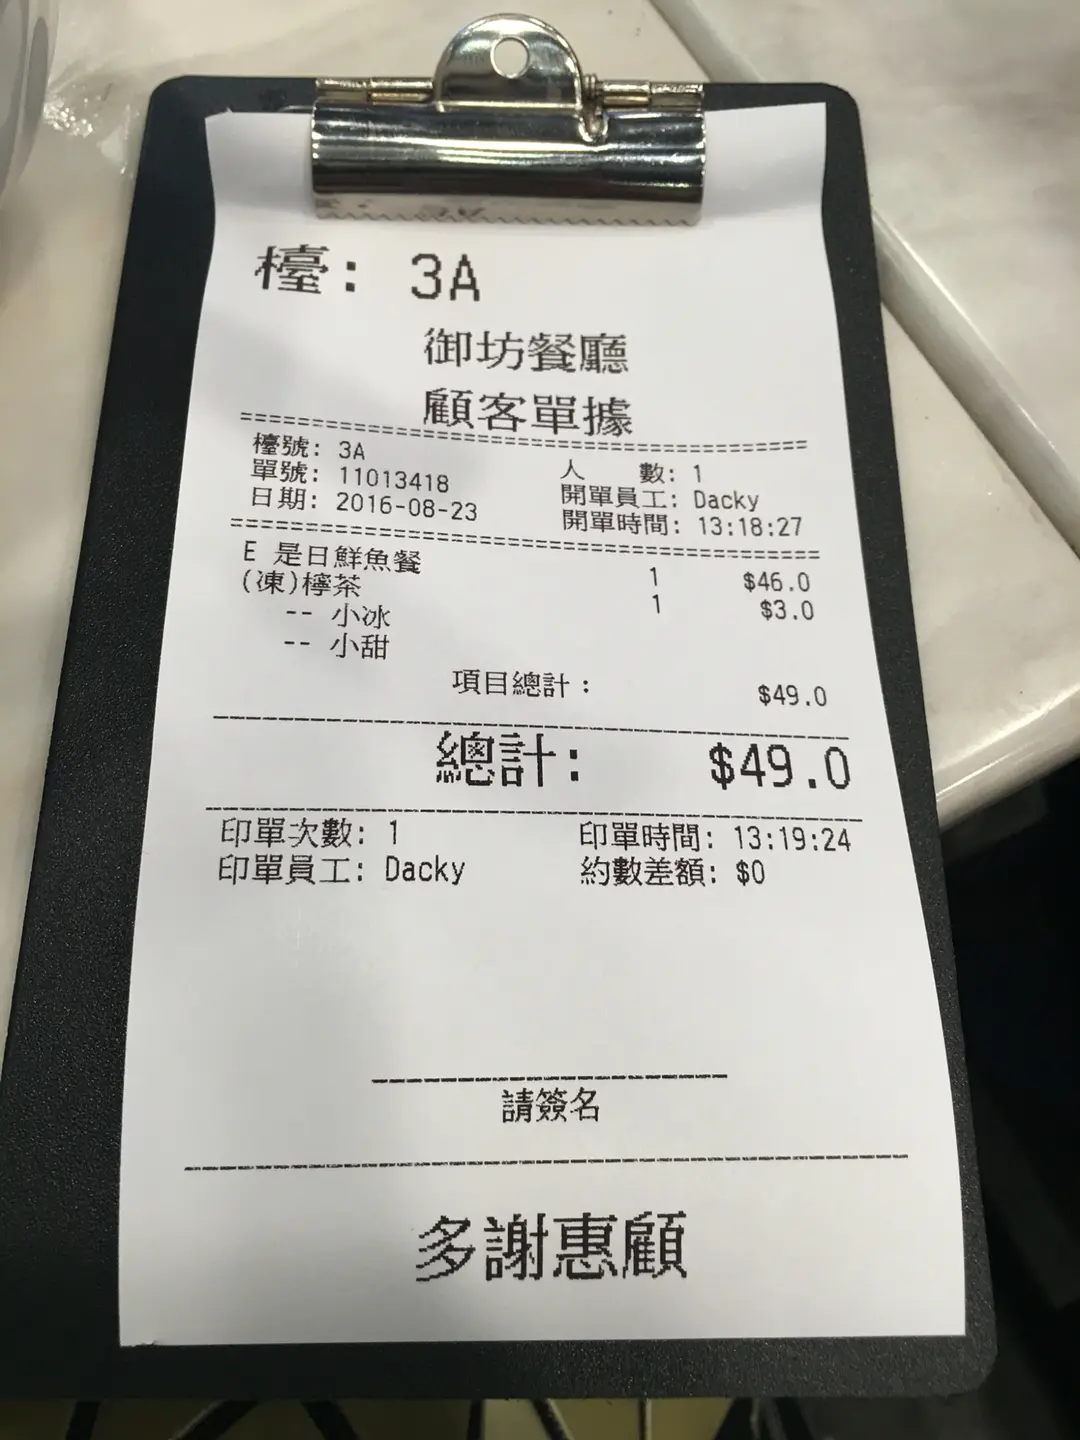 檯: 3A
御坊餐廳
顧客單據
檯號: 3A
人 數: 1
單號: 11013418
開單員工: Dacky
日期: 2016-08-23
開單時間: 13:18:27
E 是日鮮魚餐 1 $46.0
(凍)檸茶 1 $3.0
-- 小冰
-- 小甜
項目總計: $49.0
總計: $49.0
印單次數: 1 印單時間: 13:19:24
印單員工: Dacky 約數差額: $0
請簽名
多謝惠顧